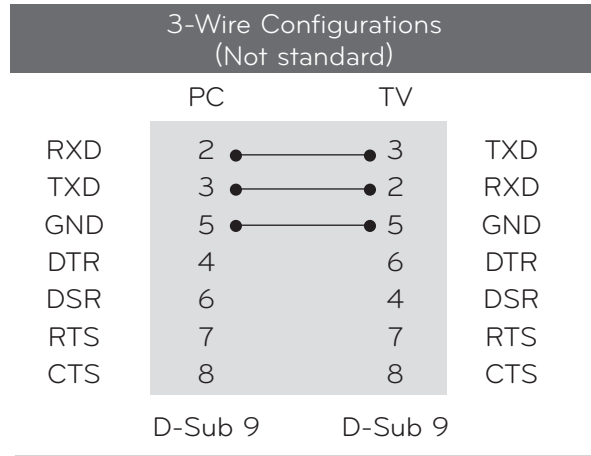 3-Wire Configurations
(Not standard)
PC TV
RXD 2 3 TXD
TXD 3 2 RXD
GND 5 5 GND
DTR 4 6 DTR
DSR 6 4 DSR
RTS 7 7 RTS
CTS 8 8 CTS
D-Sub 9 D-Sub 9